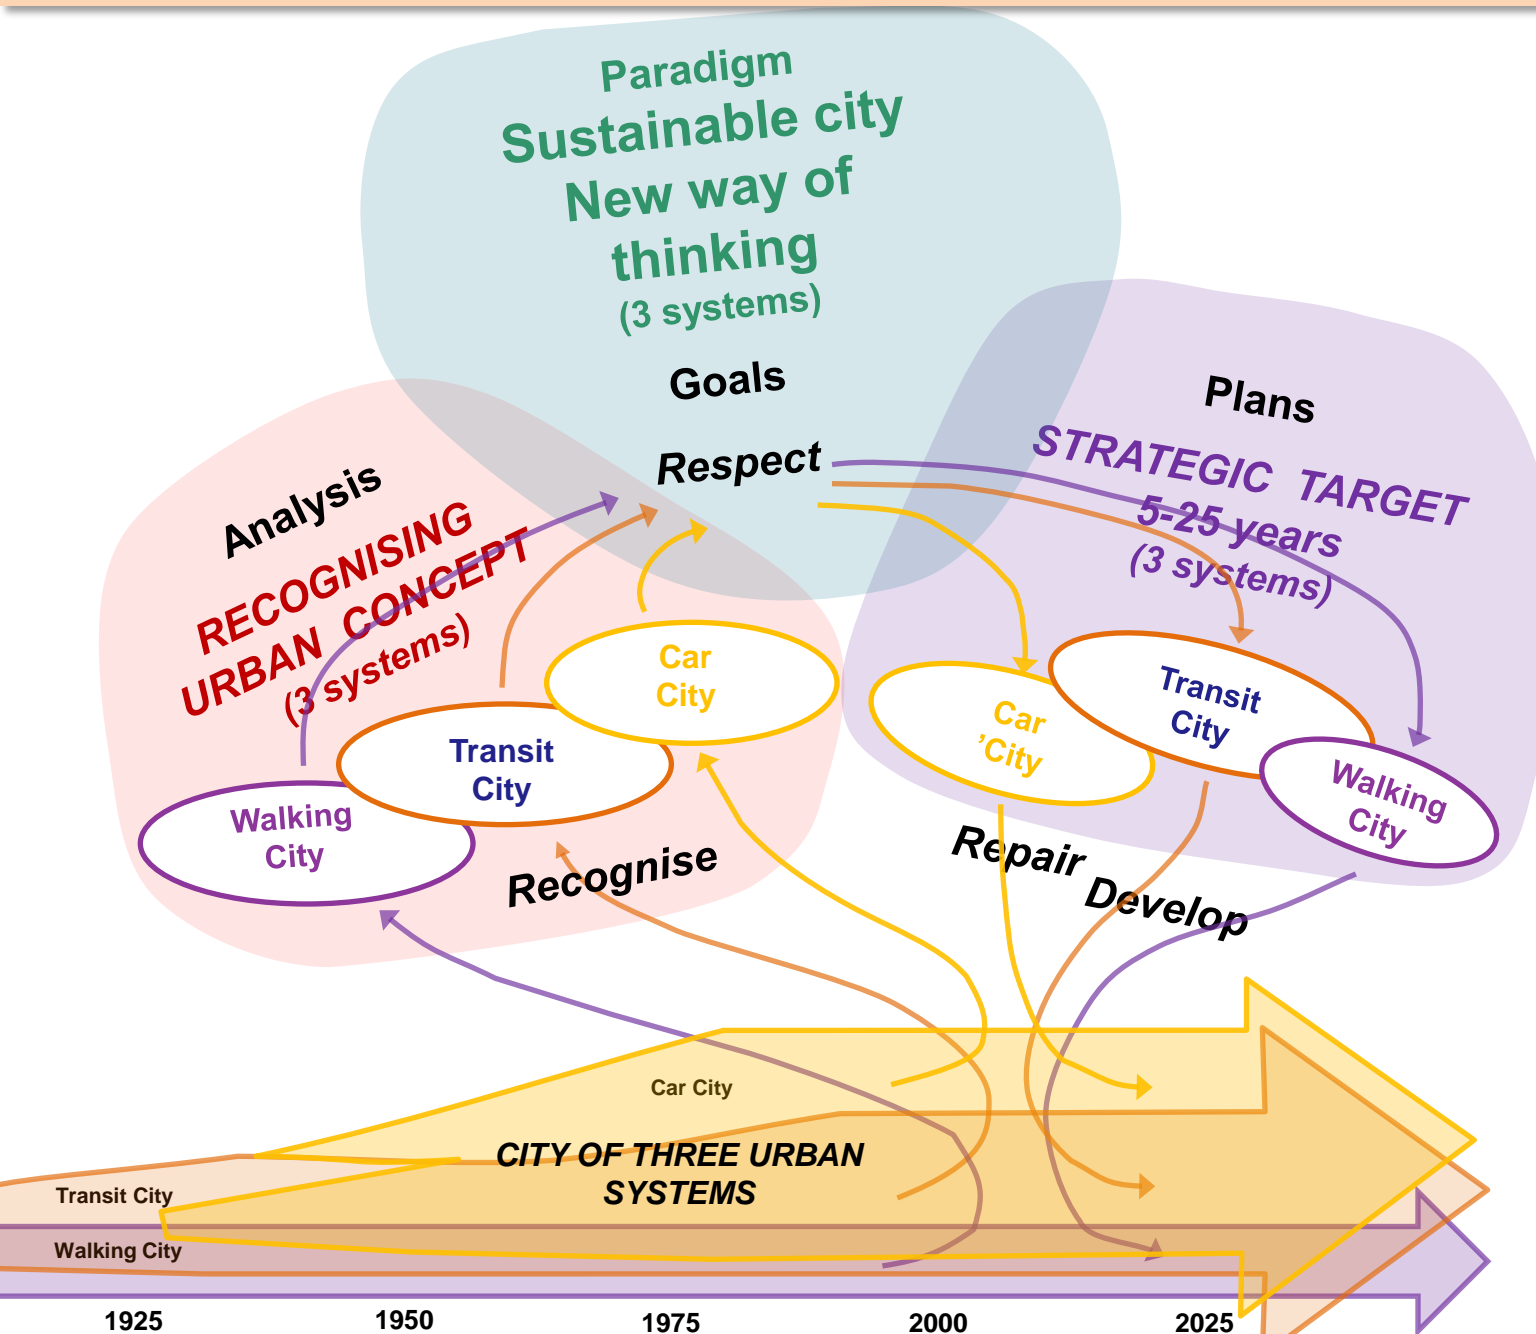 Paradigm
Sustainable city
New way of
thinking
(3 systems)
Goals
Respect
Analysis
RECOGNISING
URBAN CONCEPT
(3 systems)
Car
City
Transit
City
Walking
City
Recognise
Plans
STRATEGIC TARGET
5-25 years
(3 systems)
Car
’City
Transit
City
Walking
City
Repair
Develop
Car City
CITY OF THREE URBAN
SYSTEMS
Transit City
Walking City
1925
1950
1975
2000
2025